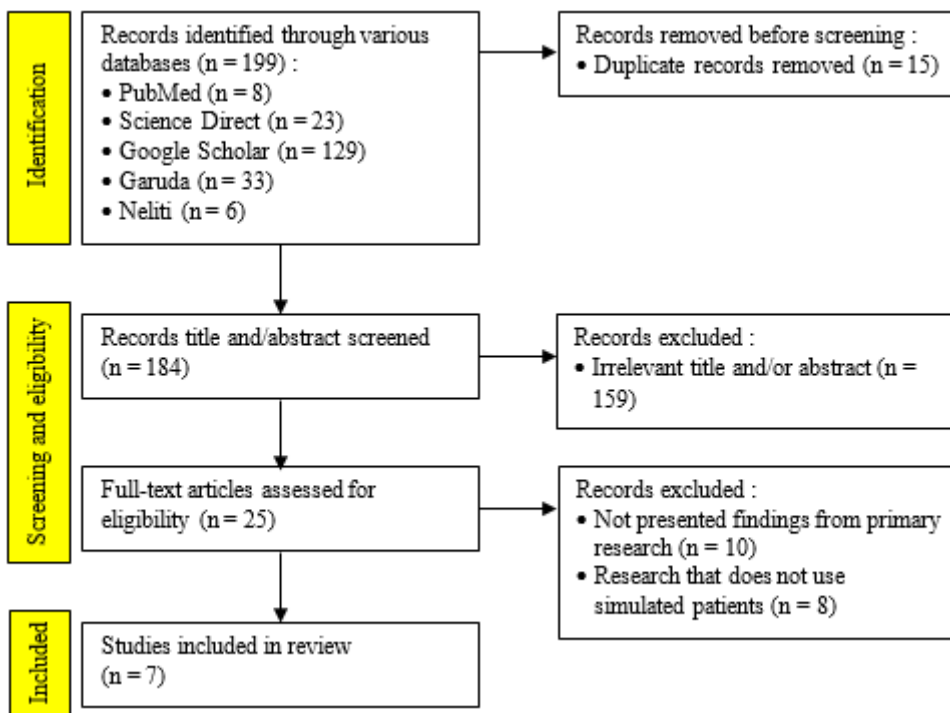 Identification
Records identified through various
databases (n = 199) :
• PubMed (n = 8)
• Science Direct (n = 23)
• Google Scholar (n = 129)
• Garuda (n = 33)
• Neliti (n = 6)
Records removed before screening :
• Duplicate records removed (n = 15)
Screening and eligibility
Records title and/abstract screened
(n = 184)
Records excluded :
• Irrelevant title and/or abstract (n =
159)
Full-text articles assessed for
eligibility (n = 25)
Records excluded :
• Not presented findings from primary
research (n = 10)
• Research that does not use
simulated patients (n = 8)
Included
Studies included in review
(n = 7)